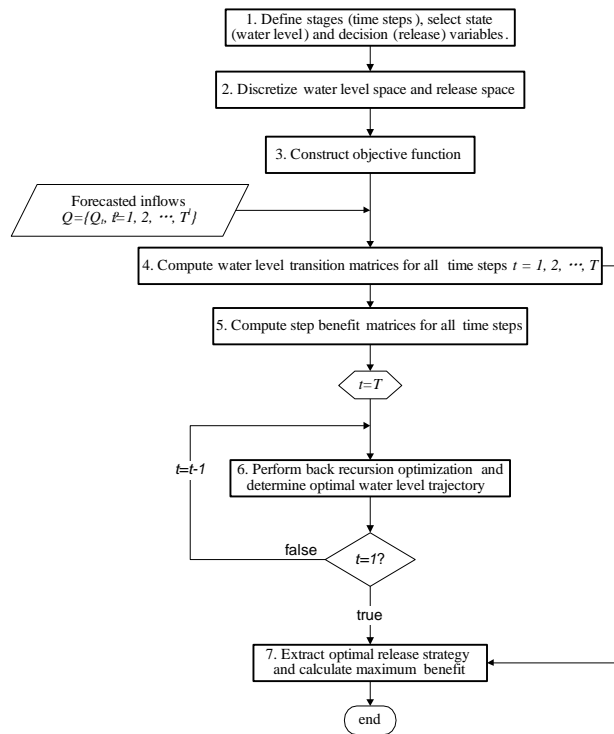 1. Define stages (time steps), select state
(water level) and decision (release) variables.
2. Discretize water level space and release space
3. Construct objective function
Forecasted inflows
Q={Qt, t=1, 2, ···, T}
4. Compute water level transition matrices for all time steps t = 1, 2, ···, T
5. Compute step benefit matrices for all time steps
t=T
t=t-1
6. Perform back recursion optimization and
determine optimal water level trajectory
false
t=1?
true
7. Extract optimal release strategy
and calculate maximum benefit
end